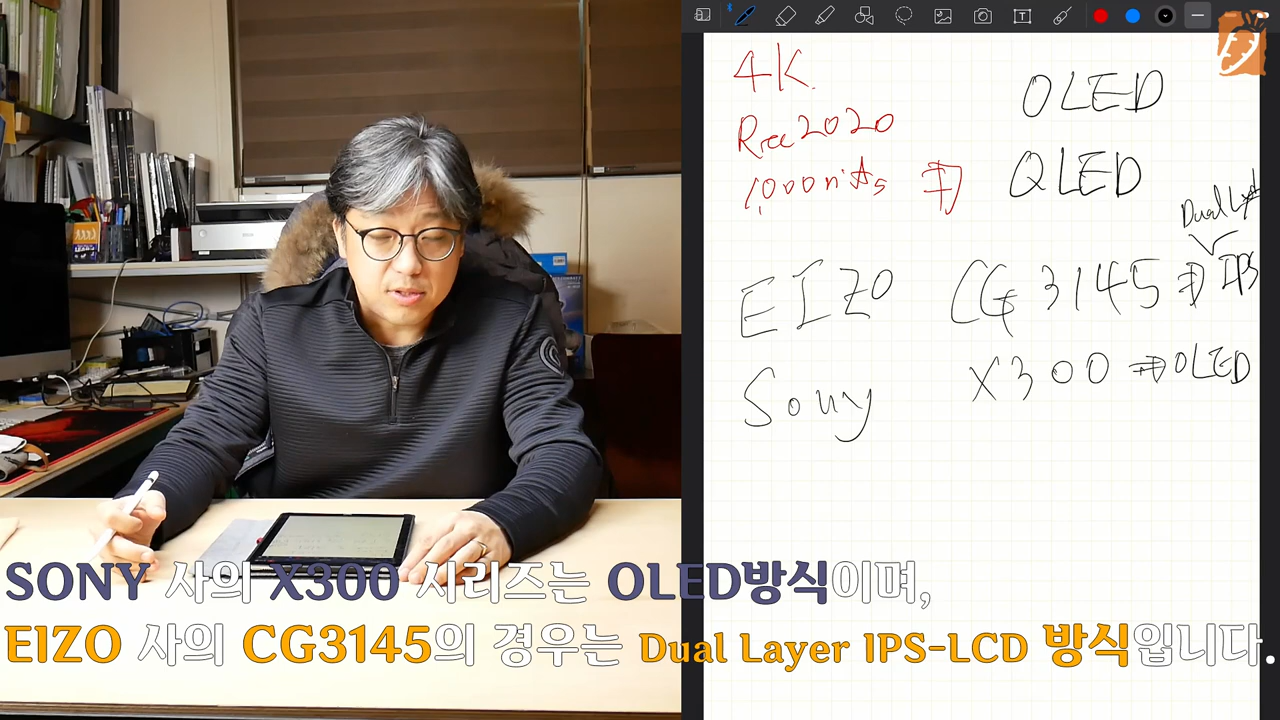 4K
Rec2020
1,000nits
OLED
QLED
Dual
EIZO CG3145 IPS
Sony X300 OLED
SONY 사의 X300 시리즈는 OLED방식이며,
EIZO 사의 CG3145의 경우는 Dual Layer IPS-LCD 방식입니다.